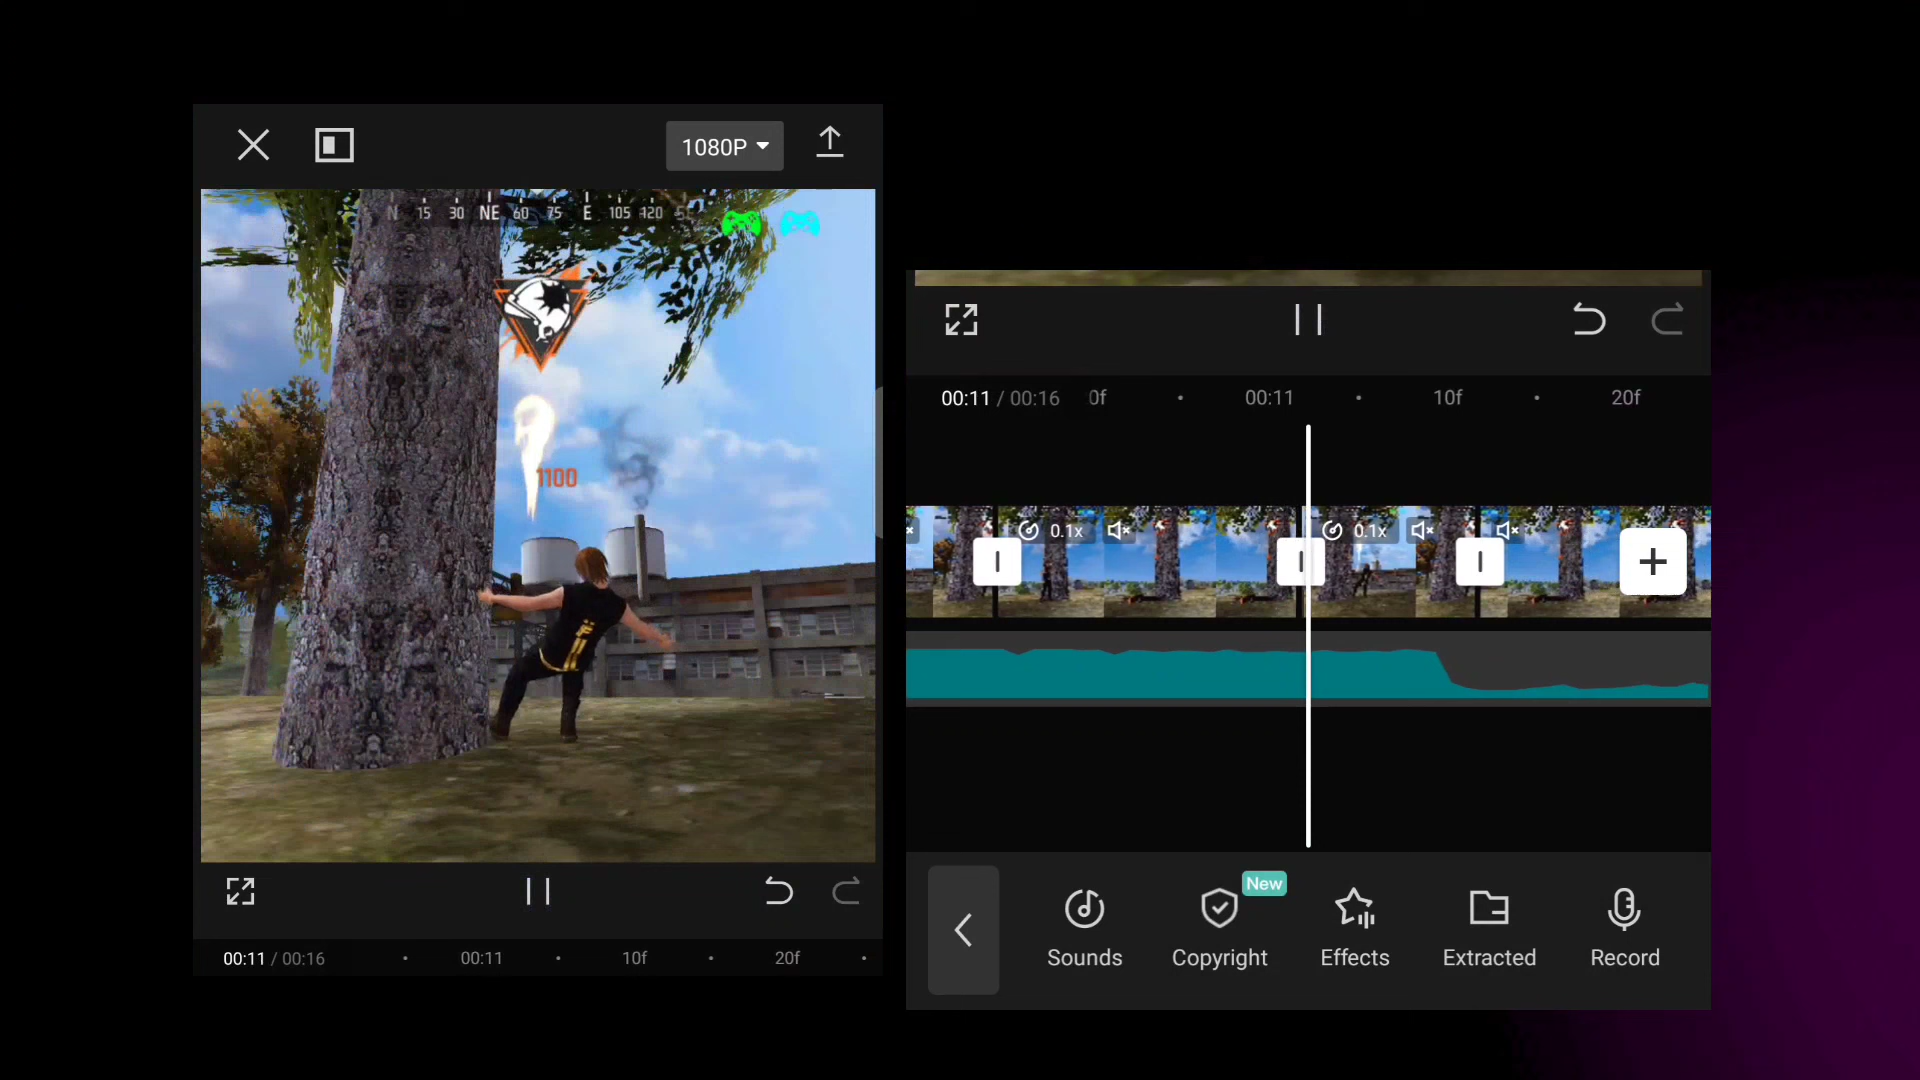 1080P
N 15 30 NE 60 75 E 105 120
1100
00:11 / 00:16 00:11 10f 20f
00:11 / 00:16 0f 00:11 10f 20f
0.1x 0.1x
New
Sounds Copyright Effects Extracted Record